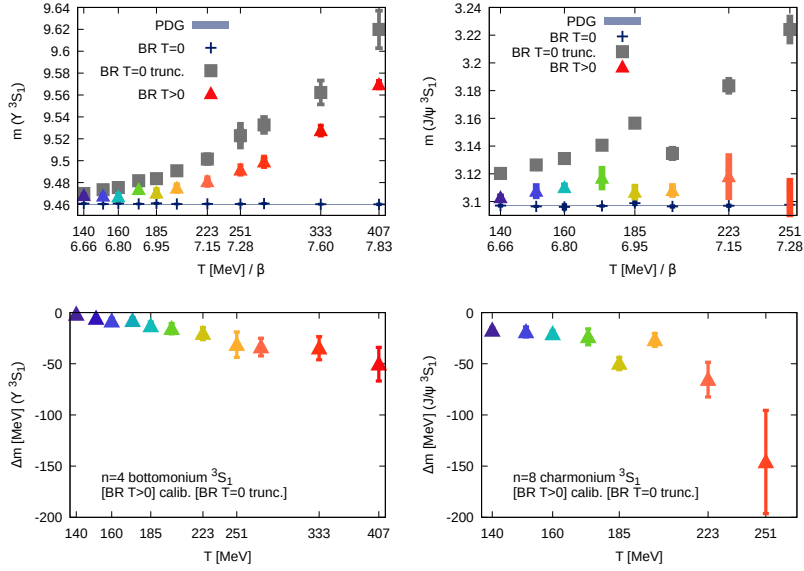 m (ϒ ³S₁)
9.64
9.62
9.6
9.58
9.56
9.54
9.52
9.5
9.48
9.46
PDG
BR T=0
BR T=0 trunc.
BR T>0
140 160 185 223 251 333 407
6.66 6.80 6.95 7.15 7.28 7.60 7.83
T [MeV] / β
m (J/ψ ³S₁)
3.24
3.22
3.2
3.18
3.16
3.14
3.12
3.1
PDG
BR T=0
BR T=0 trunc.
BR T>0
140 160 185 223 251
6.66 6.80 6.95 7.15 7.28
T [MeV] / β
Δm [MeV] (ϒ ³S₁)
0
-50
-100
-150
-200
n=4 bottomonium ³S₁
[BR T>0] calib. [BR T=0 trunc.]
140 160 185 223 251 333 407
T [MeV]
Δm [MeV] (J/ψ ³S₁)
0
-50
-100
-150
-200
n=8 charmonium ³S₁
[BR T>0] calib. [BR T=0 trunc.]
140 160 185 223 251
T [MeV]